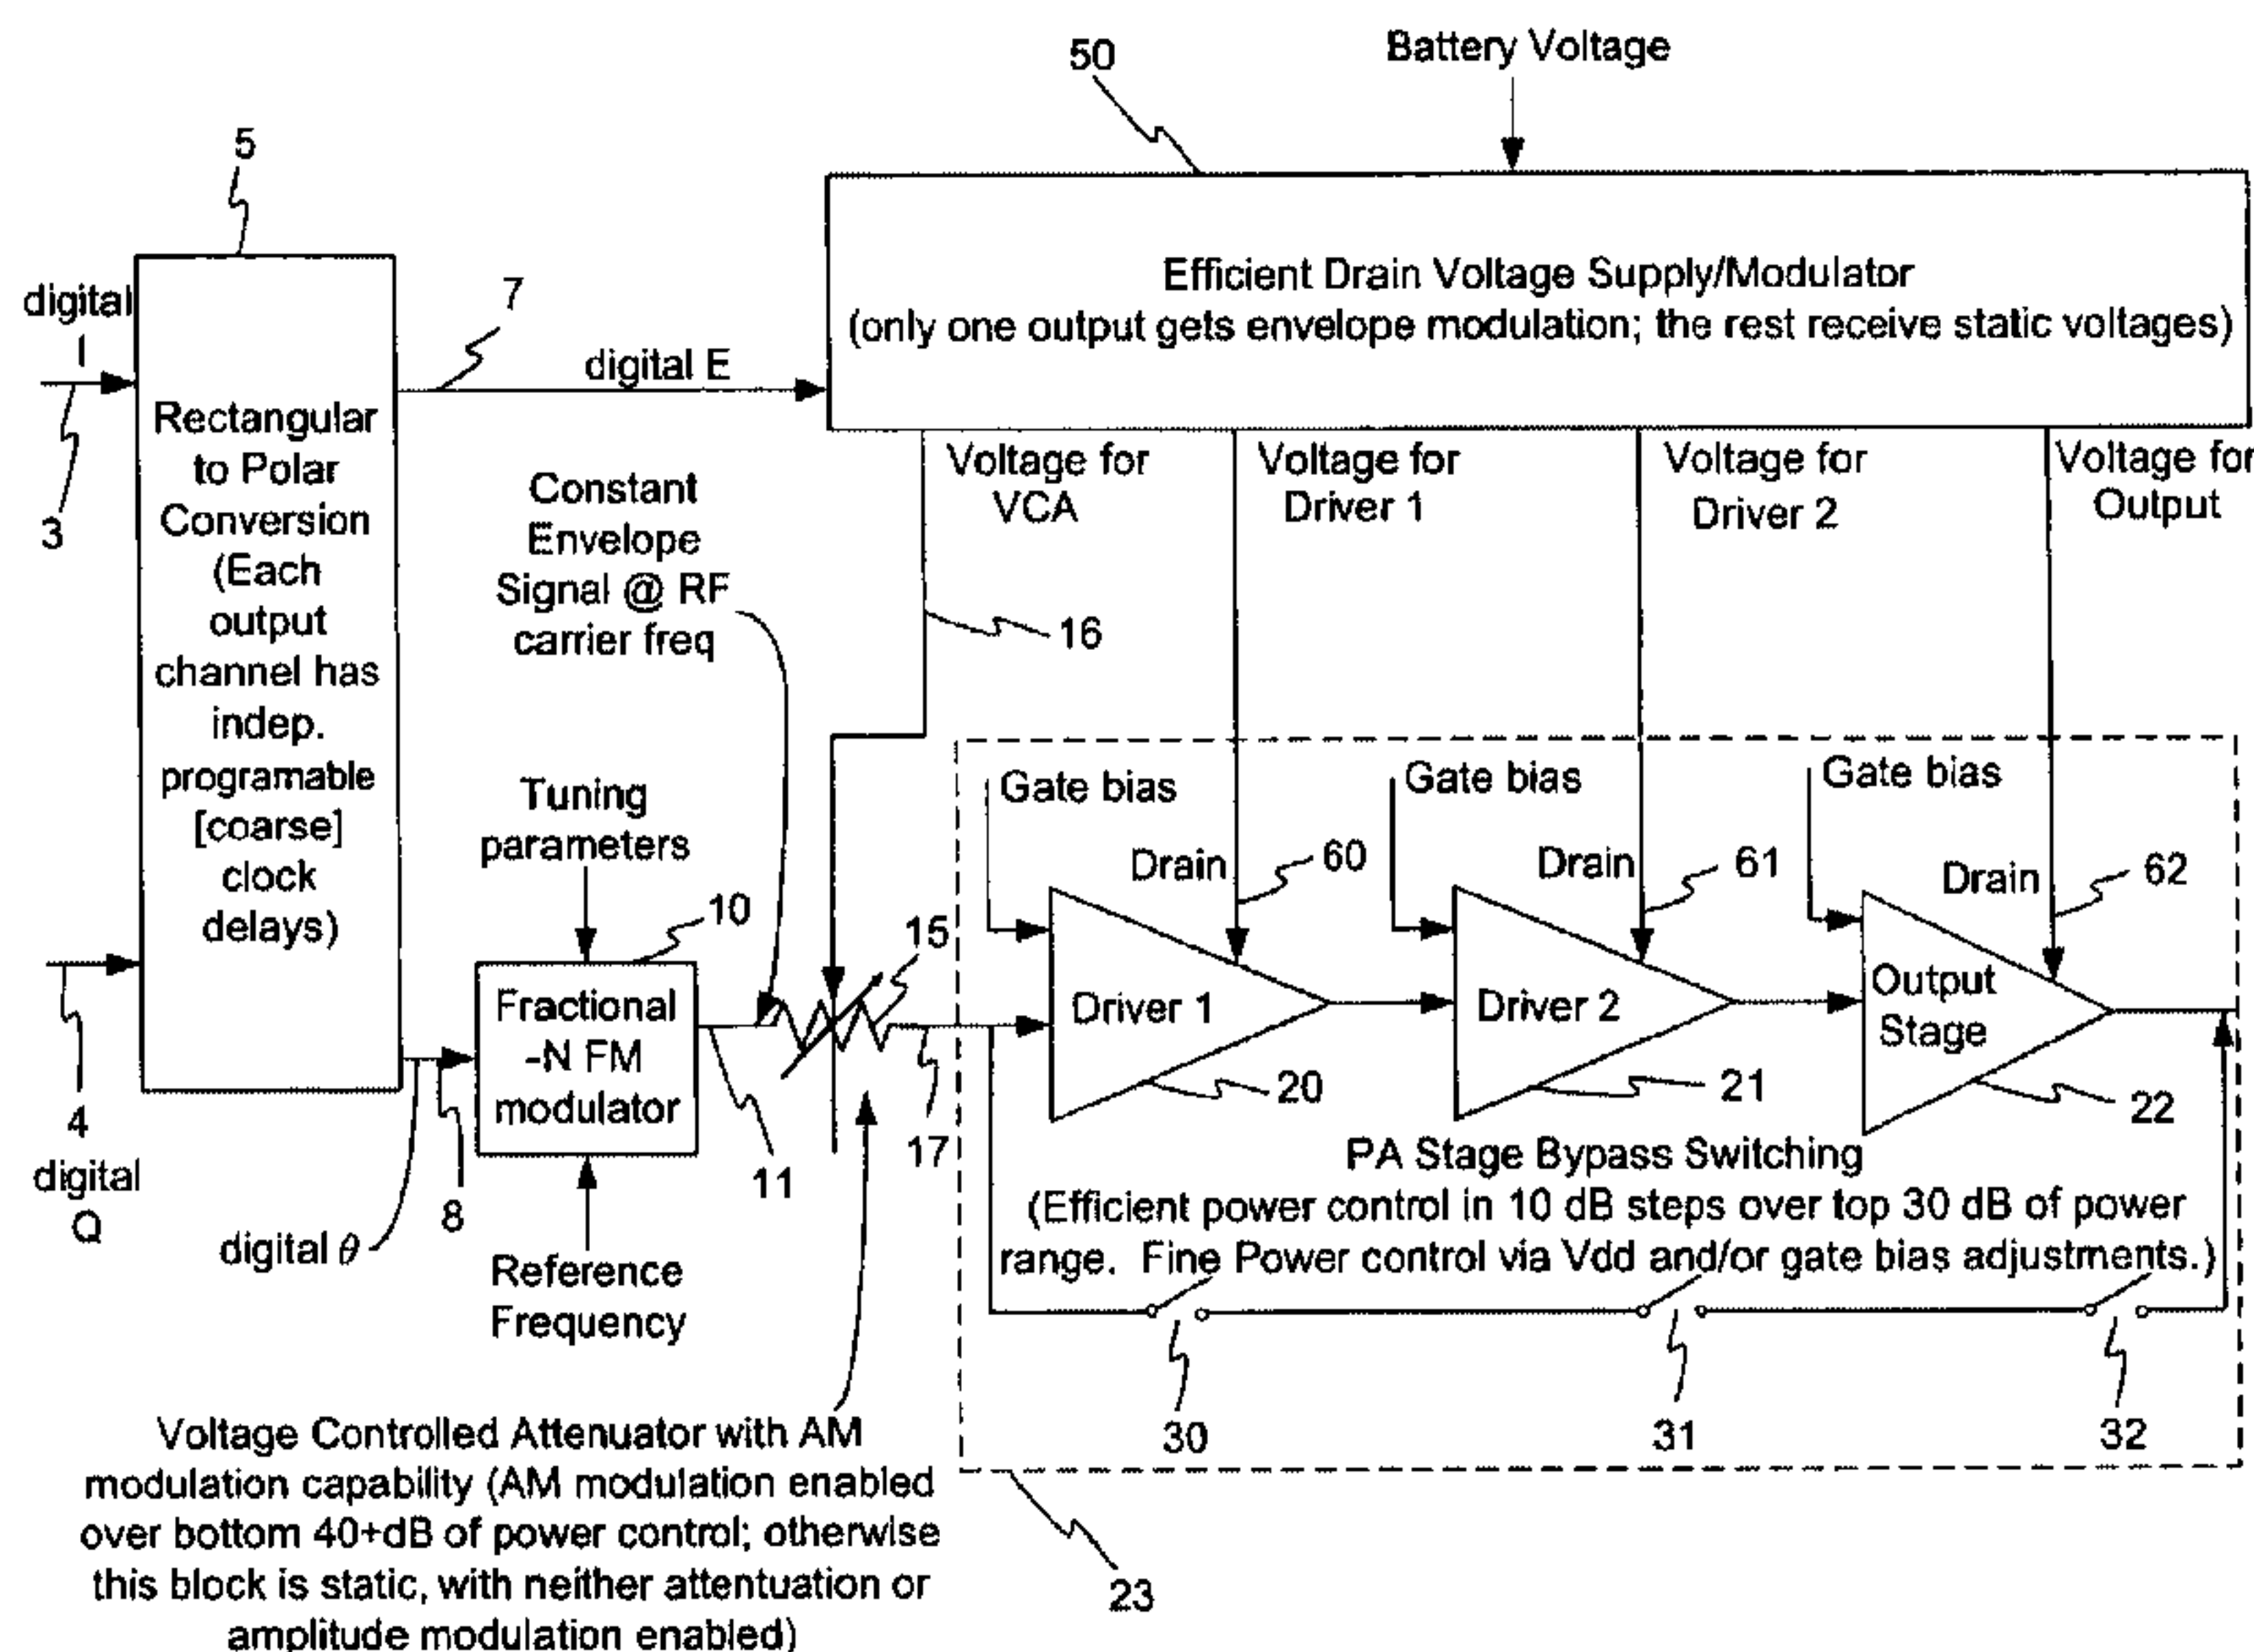 50
Battery Voltage
5
digital
I
7
digital E
3
Efficient Drain Voltage Supply/Modulator
(only one output gets envelope modulation; the rest receive static voltages)
Rectangular
to Polar
Conversion
(Each
output
channel has
indep.
programable
[coarse]
clock
delays)
Constant
Envelope
Signal @ RF
carrier freq
Voltage for
VCA
Voltage for
Driver 1
Voltage for
Driver 2
Voltage for
Output
16
Tuning
parameters
Gate bias
Gate bias
Gate bias
Drain
60
Drain
61
Drain
62
10
15
Fractional
-N FM
modulator
Driver 1
Driver 2
Output
Stage
4
digital
Q
digital θ
8
11
17
20
21
22
Reference
Frequency
PA Stage Bypass Switching
(Efficient power control in 10 dB steps over top 30 dB of power
range. Fine Power control via Vdd and/or gate bias adjustments.)
30
31
32
Voltage Controlled Attenuator with AM
modulation capability (AM modulation enabled
over bottom 40+dB of power control; otherwise
this block is static, with neither attentuation or
amplitude modulation enabled)
23